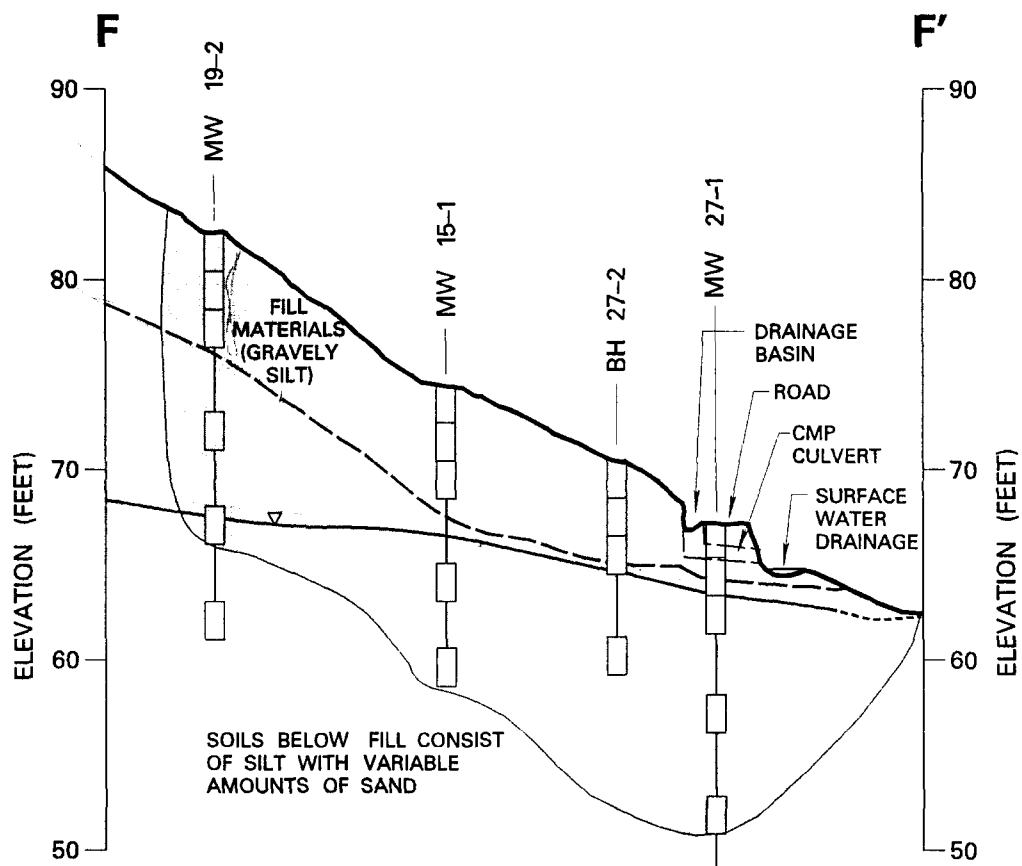 F
F'
MW 19-2
MW 15-1
BH 27-2
MW 27-1
90
80
70
60
50
ELEVATION (FEET)
90
80
70
60
50
ELEVATION (FEET)
FILL
MATERIALS
(GRAVELY
SILT)
DRAINAGE
BASIN
ROAD
CMP
CULVERT
SURFACE
WATER
DRAINAGE
SOILS BELOW FILL CONSIST
OF SILT WITH VARIABLE
AMOUNTS OF SAND